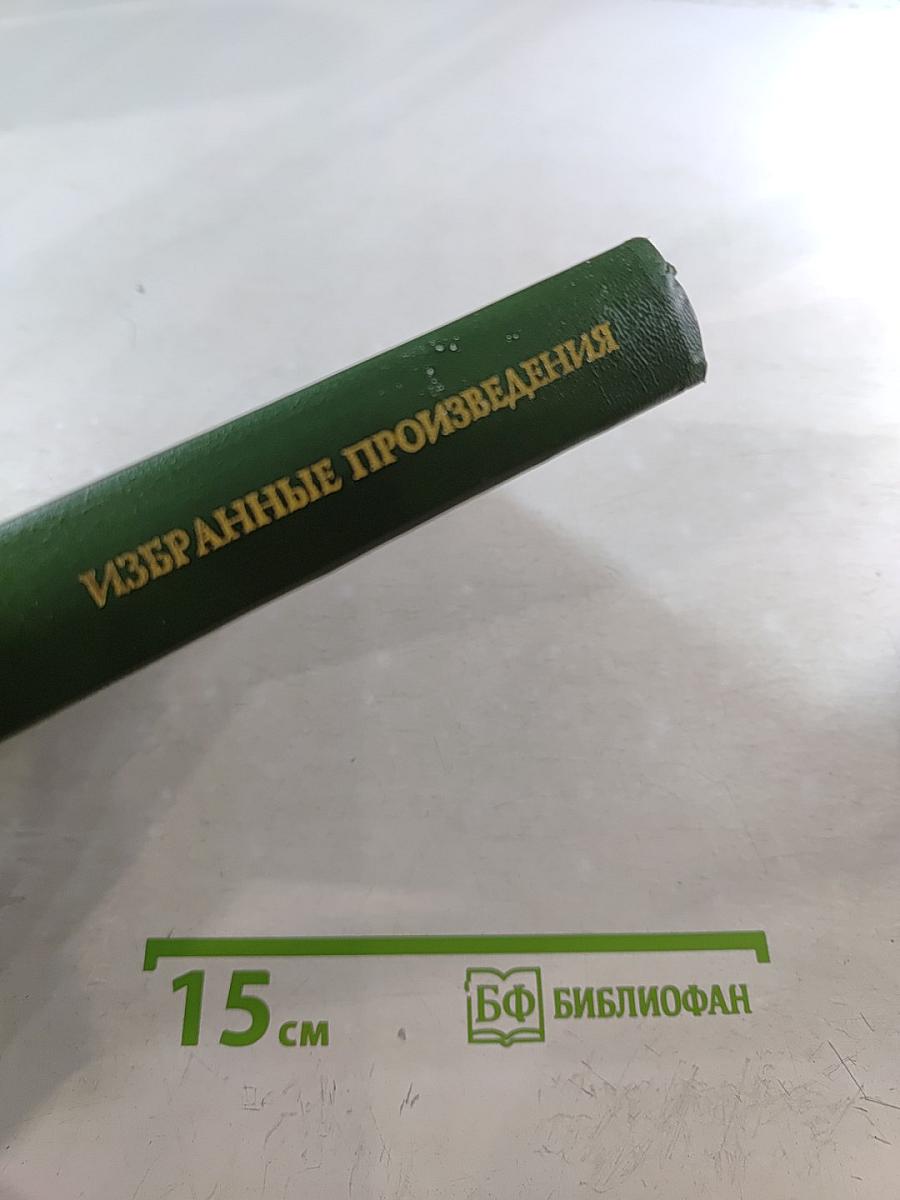 ИЗБРАННЫЕ ПРОИЗВЕДЕНИЯ
15 см
БФ БИБЛИОФАН